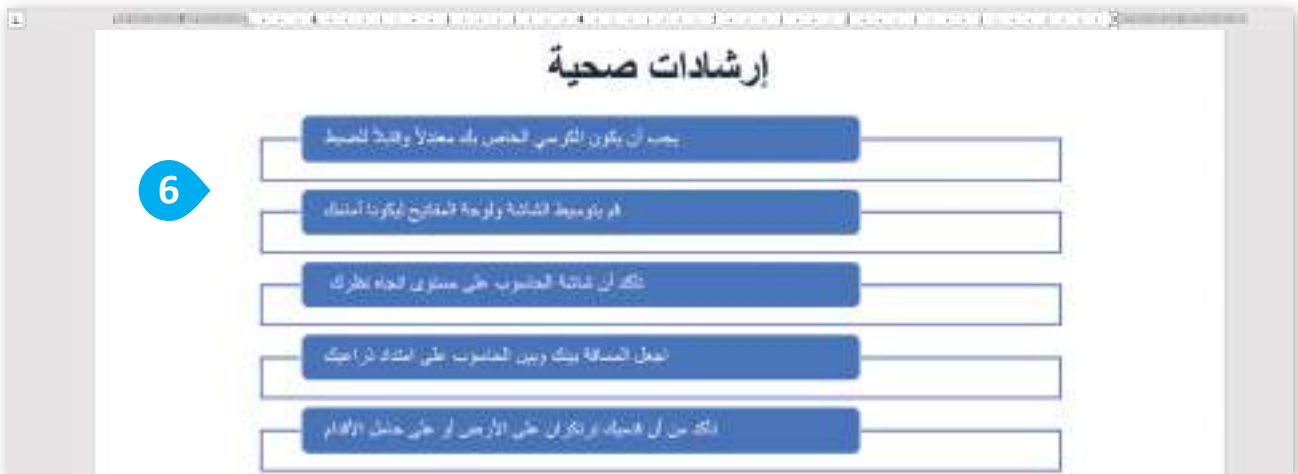 إرشادات صحية
يجب أن يكون الكرسي الخاص بك معتدلاً وقابلاً للضبط
6
قم بتوسيط الشاشة ولوحة المفاتيح ليكونا أمامك
تأكد أن شاشة الحاسوب على مستوى اتجاه نظرك
اجعل المسافة بينك وبين الحاسوب على امتداد ذراعيك
تأكد من أن قدميك ترتكزان على الأرض أو على حامل الأقدام